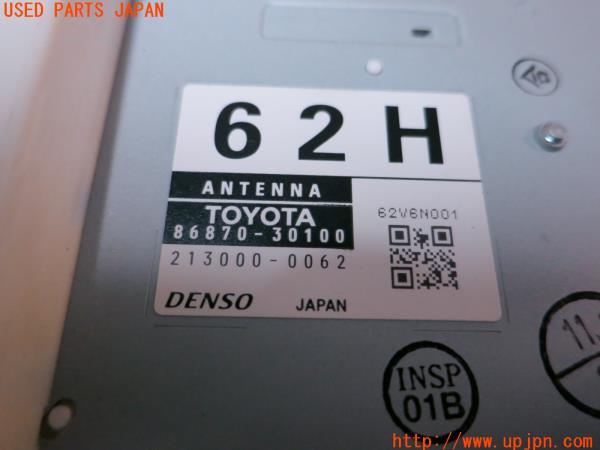 USED PARTS JAPAN
62H
ANTENNA
TOYOTA
86870-30100
213000-0062
62V6N001
DENSO JAPAN
INSP
01B
11.
http://www.upjpn.com